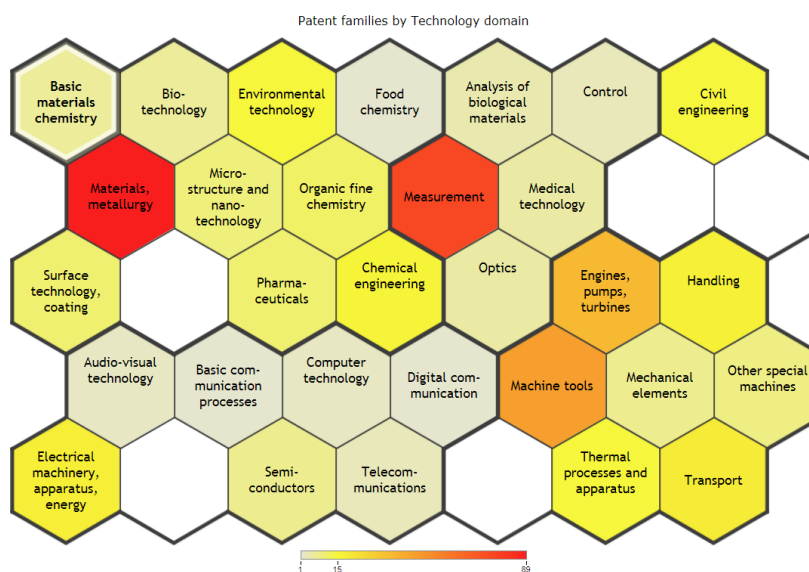 Patent families by Technology domain
Basic
materials
chemistry
Bio-
technology
Environmental
technology
Food
chemistry
Analysis of
biological
materials
Control
Civil
engineering
Materials,
metallurgy
Micro-
structure and
nano-
technology
Organic fine
chemistry
Measurement
Medical
technology
Surface
technology,
coating
Pharma-
ceuticals
Chemical
engineering
Optics
Engines,
pumps,
turbines
Handling
Audio-visual
technology
Basic com-
munication
processes
Computer
technology
Digital com-
munication
Machine tools
Mechanical
elements
Other special
machines
Electrical
machinery,
apparatus,
energy
Semi-
conductors
Telecom-
munications
Thermal
processes and
apparatus
Transport
1 15 89